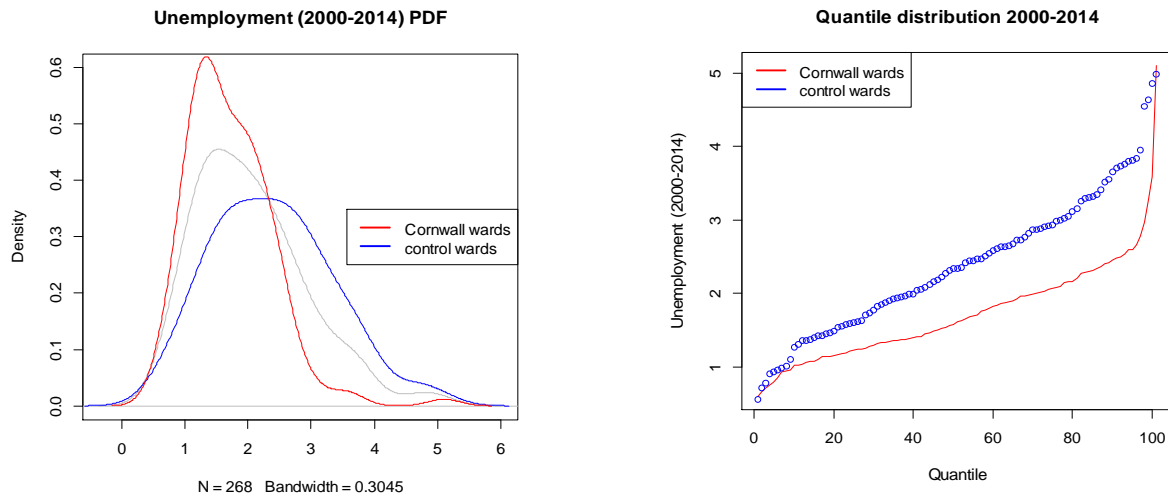 Unemployment (2000-2014) PDF
Density
0.0 0.1 0.2 0.3 0.4 0.5 0.6
Cornwall wards
control wards
0 1 2 3 4 5 6
N = 268 Bandwidth = 0.3045
Quantile distribution 2000-2014
Unemployment (2000-2014)
1 2 3 4 5
Cornwall wards
control wards
0 20 40 60 80 100
Quantile